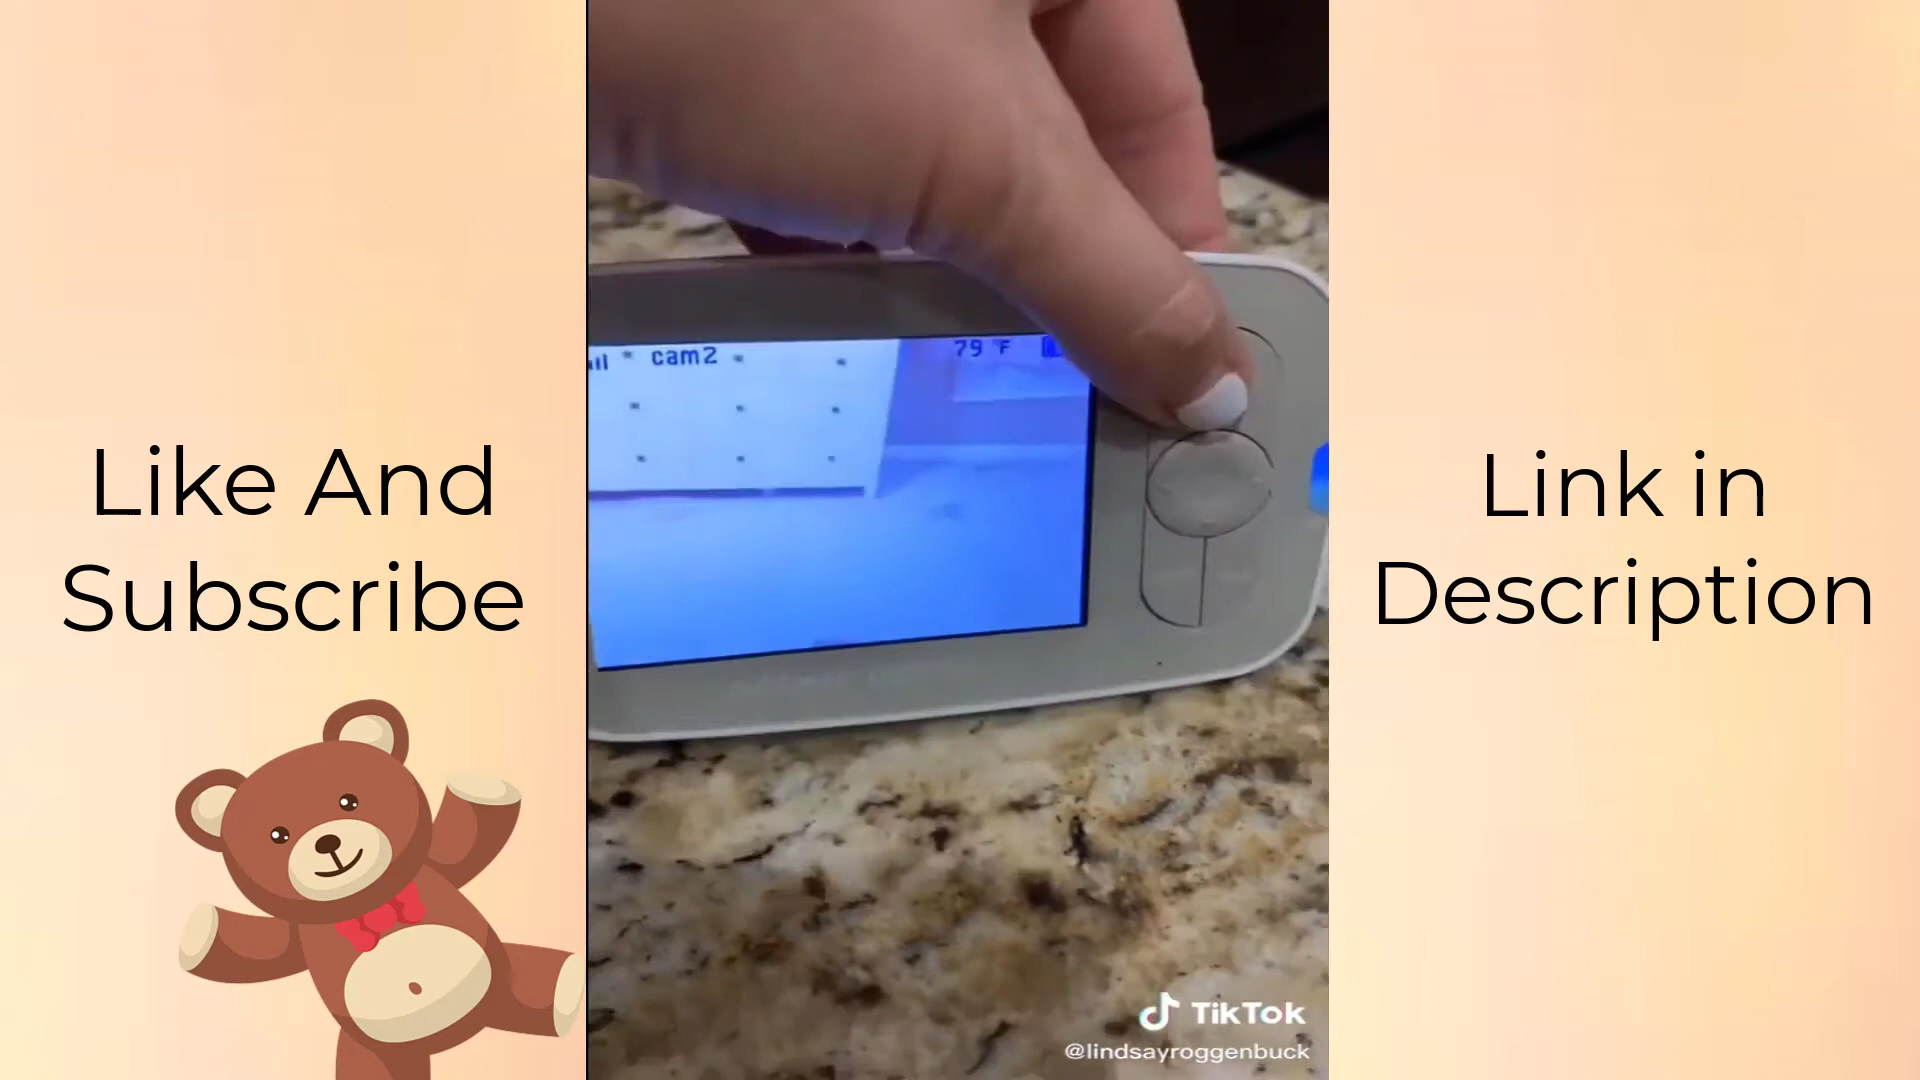 Like And
Subscribe
cam2
79 °F
Link in
Description
TikTok
@lindsayroggenbuck